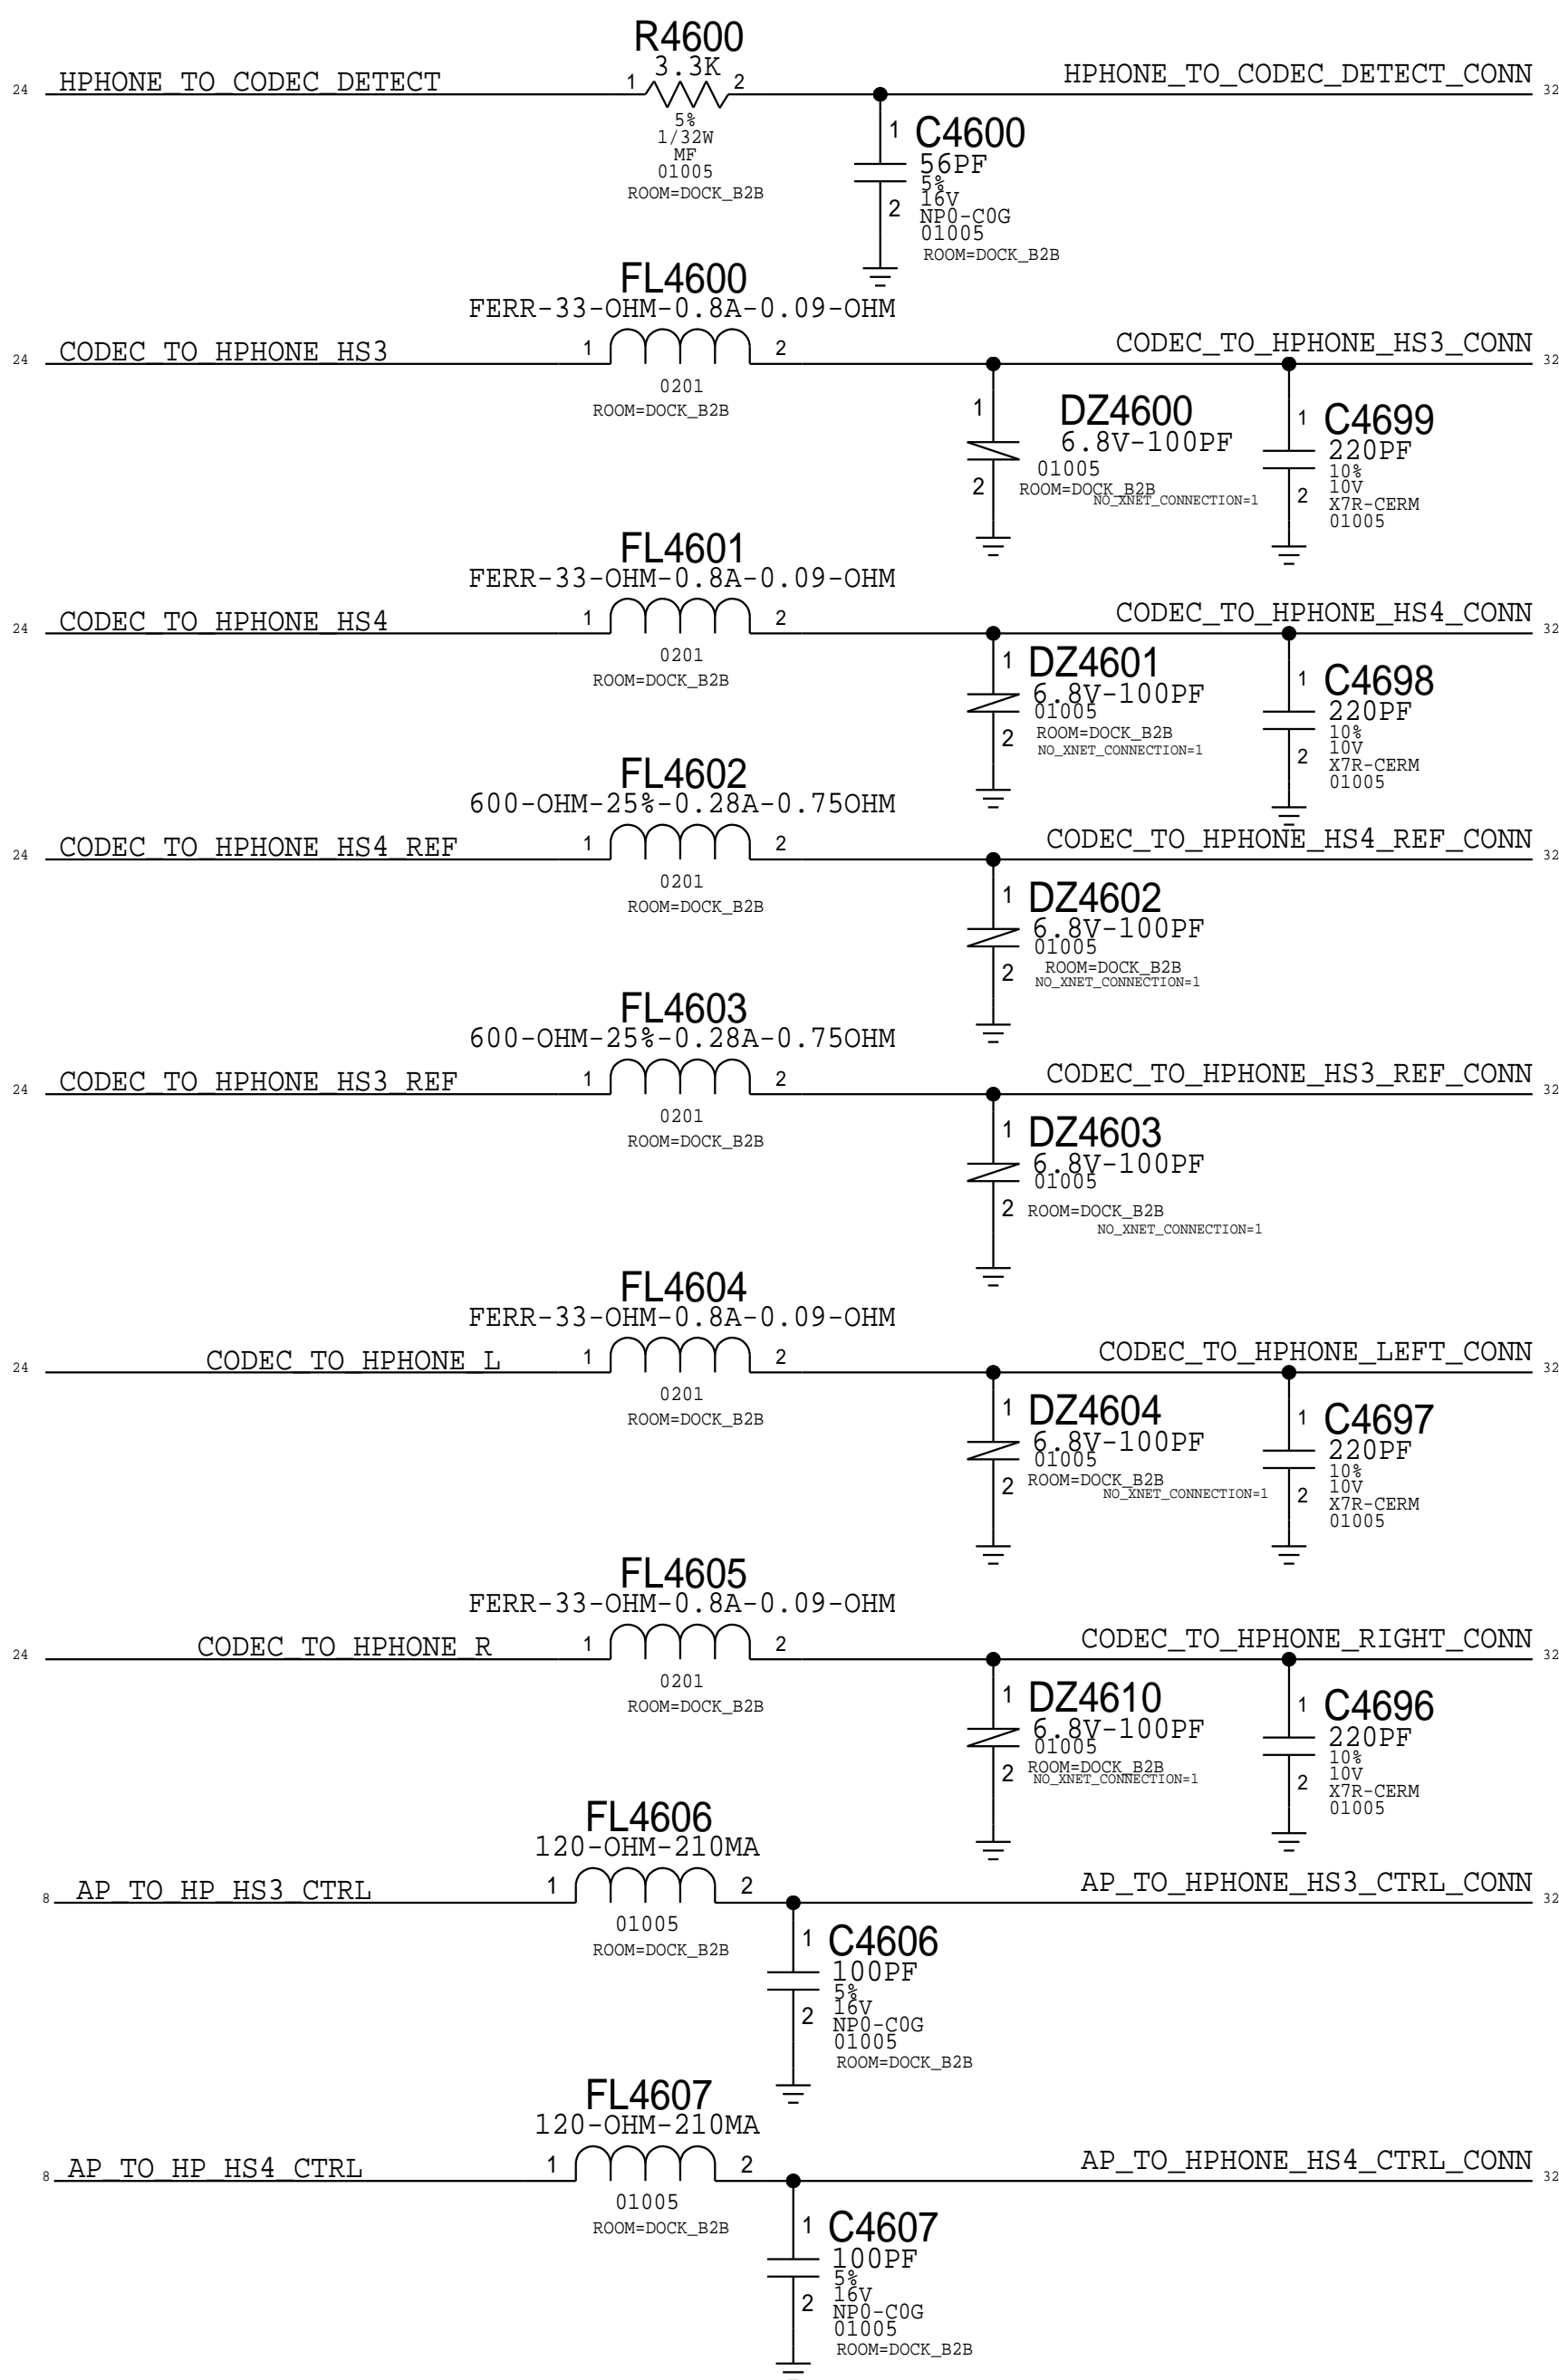 R4600
3.3K
24 HPHONE_TO_CODEC_DETECT 1 2 HPHONE_TO_CODEC_DETECT_CONN 32
5%
1/32W
MF
01005
ROOM=DOCK_B2B
1 C4600
56PF
5%
16V
2 NP0-C0G
01005
ROOM=DOCK_B2B
FL4600
FERR-33-OHM-0.8A-0.09-OHM
24 CODEC_TO_HPHONE_HS3 1 2 CODEC_TO_HPHONE_HS3_CONN 32
0201
ROOM=DOCK_B2B
1 DZ4600
6.8V-100PF
01005
2 ROOM=DOCK_B2B
NO_XNET_CONNECTION=1
1 C4699
220PF
10%
10V
2 X7R-CERM
01005
FL4601
FERR-33-OHM-0.8A-0.09-OHM
24 CODEC_TO_HPHONE_HS4 1 2 CODEC_TO_HPHONE_HS4_CONN 32
0201
ROOM=DOCK_B2B
1 DZ4601
6.8V-100PF
01005
2 ROOM=DOCK_B2B
NO_XNET_CONNECTION=1
1 C4698
220PF
10%
10V
2 X7R-CERM
01005
FL4602
600-OHM-25%-0.28A-0.75OHM
24 CODEC_TO_HPHONE_HS4_REF 1 2 CODEC_TO_HPHONE_HS4_REF_CONN 32
0201
ROOM=DOCK_B2B
1 DZ4602
6.8V-100PF
01005
2 ROOM=DOCK_B2B
NO_XNET_CONNECTION=1
FL4603
600-OHM-25%-0.28A-0.75OHM
24 CODEC_TO_HPHONE_HS3_REF 1 2 CODEC_TO_HPHONE_HS3_REF_CONN 32
0201
ROOM=DOCK_B2B
1 DZ4603
6.8V-100PF
01005
2 ROOM=DOCK_B2B
NO_XNET_CONNECTION=1
FL4604
FERR-33-OHM-0.8A-0.09-OHM
24 CODEC_TO_HPHONE_L 1 2 CODEC_TO_HPHONE_LEFT_CONN 32
0201
ROOM=DOCK_B2B
1 DZ4604
6.8V-100PF
01005
2 ROOM=DOCK_B2B
NO_XNET_CONNECTION=1
1 C4697
220PF
10%
10V
2 X7R-CERM
01005
FL4605
FERR-33-OHM-0.8A-0.09-OHM
24 CODEC_TO_HPHONE_R 1 2 CODEC_TO_HPHONE_RIGHT_CONN 32
0201
ROOM=DOCK_B2B
1 DZ4610
6.8V-100PF
01005
2 ROOM=DOCK_B2B
NO_XNET_CONNECTION=1
1 C4696
220PF
10%
10V
2 X7R-CERM
01005
FL4606
120-OHM-210MA
8 AP_TO_HP_HS3_CTRL 1 2 AP_TO_HPHONE_HS3_CTRL_CONN 32
01005
ROOM=DOCK_B2B
1 C4606
100PF
5%
16V
2 NP0-C0G
01005
ROOM=DOCK_B2B
FL4607
120-OHM-210MA
8 AP_TO_HP_HS4_CTRL 1 2 AP_TO_HPHONE_HS4_CTRL_CONN 32
01005
ROOM=DOCK_B2B
1 C4607
100PF
5%
16V
2 NP0-C0G
01005
ROOM=DOCK_B2B